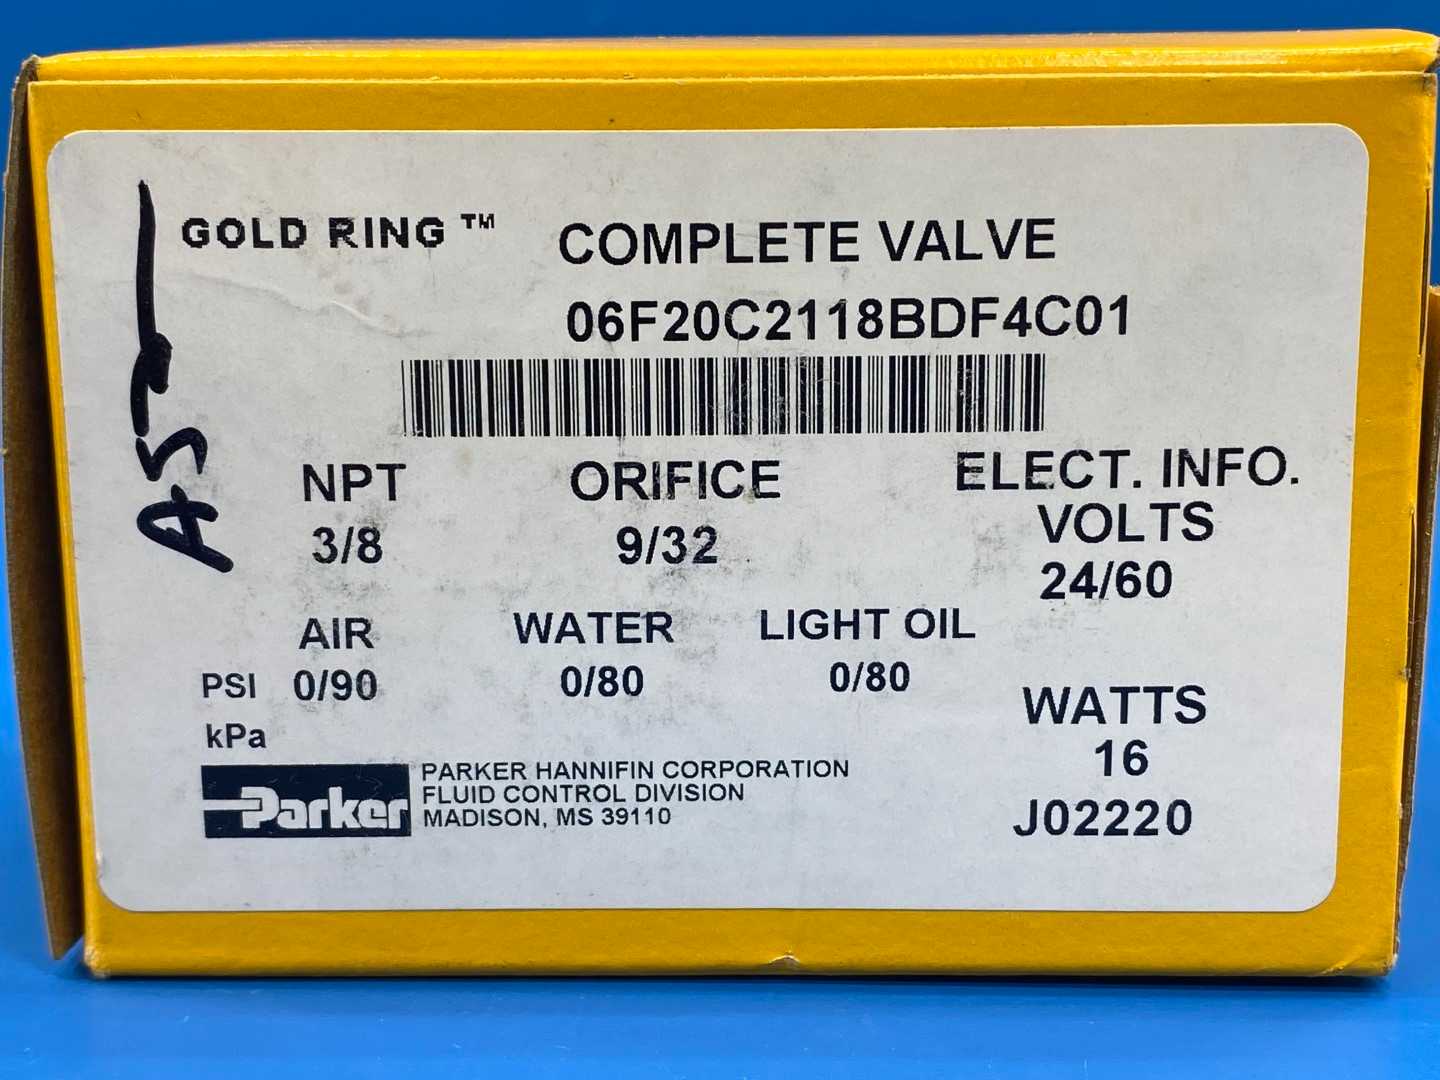 GOLD RING ™ COMPLETE VALVE
06F20C2118BDF4C01
NPT ORIFICE ELECT. INFO.
3/8 9/32 VOLTS
24/60
AIR WATER LIGHT OIL
PSI 0/90 0/80 0/80
kPa
WATTS
16
J02220
Parker
PARKER HANNIFIN CORPORATION
FLUID CONTROL DIVISION
MADISON, MS 39110